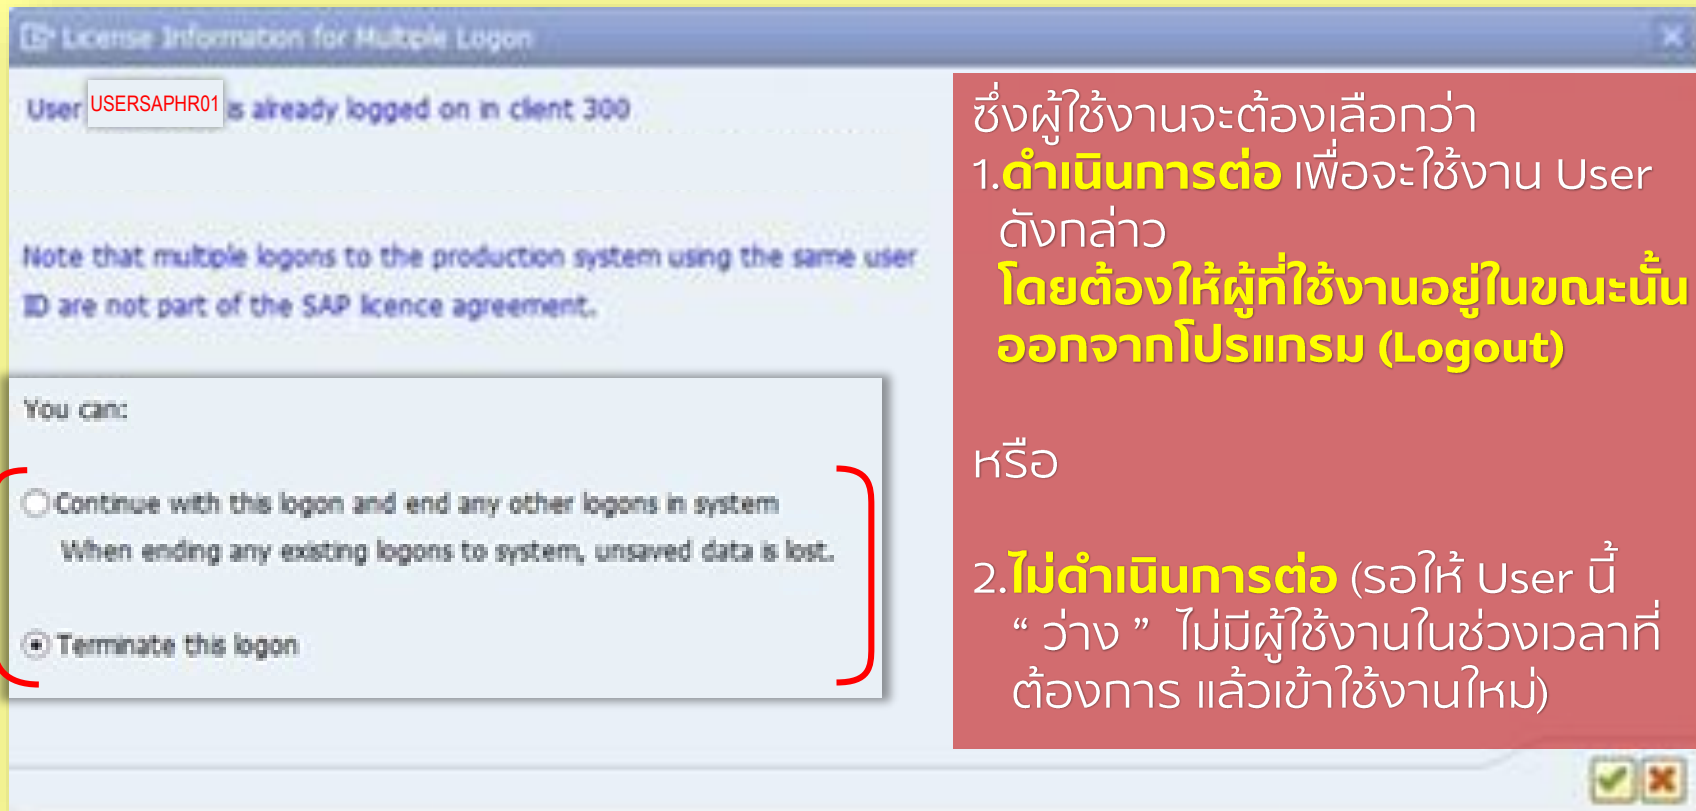 License Information for Multiple Logon
User USERSAPHR01 is already logged on in client 300
Note that multiple logons to the production system using the same user
ID are not part of the SAP licence agreement.
You can:
Continue with this logon and end any other logons in system
When ending any existing logons to system, unsaved data is lost.
Terminate this logon
ซึ่งผู้ใช้งานจะต้องเลือกว่า
1.ดำเนินการต่อ เพื่อจะใช้งาน User
ดังกล่าว
โดยต้องให้ผู้ที่ใช้งานอยู่ในขณะนั้น
ออกจากโปรแกรม (Logout)
หรือ
2.ไม่ดำเนินการต่อ (รอให้ User นี้
“ ว่าง ” ไม่มีผู้ใช้งานในช่วงเวลาที่
ต้องการ แล้วเข้าใช้งานใหม่)